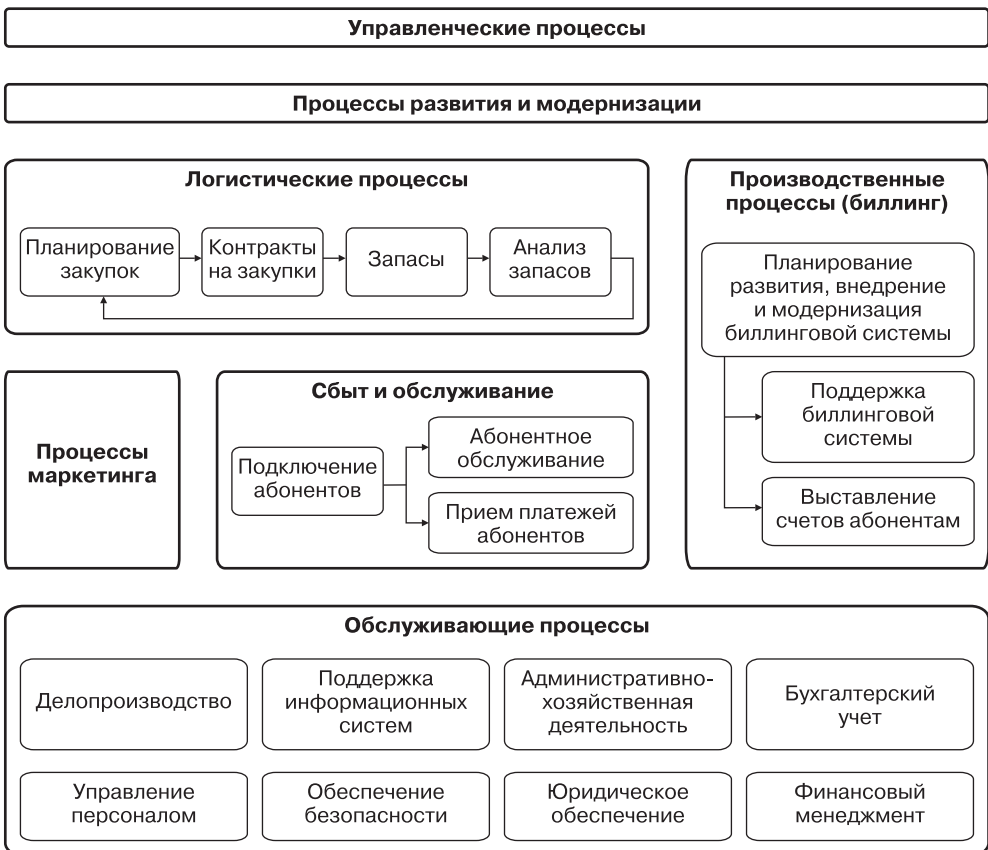 Управленческие процессы
Процессы развития и модернизации
Логистические процессы
Планирование
закупок
Контракты
на закупки
Запасы
Анализ
запасов
Производственные
процессы (биллинг)
Планирование
развития, внедрение
и модернизация
биллинговой системы
Поддержка
биллинговой
системы
Выставление
счетов абонентам
Процессы
маркетинга
Сбыт и обслуживание
Подключение
абонентов
Абонентное
обслуживание
Прием платежей
абонентов
Обслуживающие процессы
Делопроизводство
Поддержка
информационных
систем
Административно-
хозяйственная
деятельность
Бухгалтерский
учет
Управление
персоналом
Обеспечение
безопасности
Юридическое
обеспечение
Финансовый
менеджмент